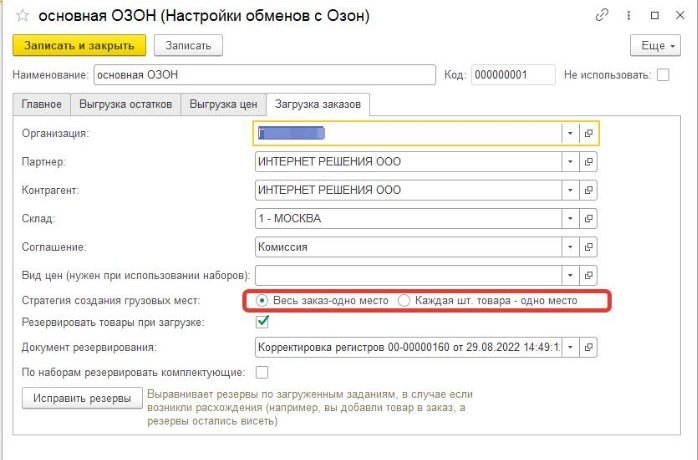 основная ОЗОН (Настройки обменов с Озон)
Записать и закрыть Записать Еще
Наименование: основная ОЗОН Код: 000000001 Не использовать:
Главное Выгрузка остатков Выгрузка цен Загрузка заказов
Организация:
Партнер: ИНТЕРНЕТ РЕШЕНИЯ ООО
Контрагент: ИНТЕРНЕТ РЕШЕНИЯ ООО
Склад: 1 - МОСКВА
Соглашение: Комиссия
Вид цен (нужен при использовании наборов):
Стратегия создания грузовых мест: Весь заказ-одно место Каждая шт. товара - одно место
Резервировать товары при загрузке:
Документ резервирования: Корректировка регистров 00-00000160 от 29.08.2022 14:49:1
По наборам резервировать комплектующие:
Исправить резервы Выравнивает резервы по загруженным заданиям, в случае если
возникли расхождения (например, вы добавили товар в заказ, а
резервы остались висеть)